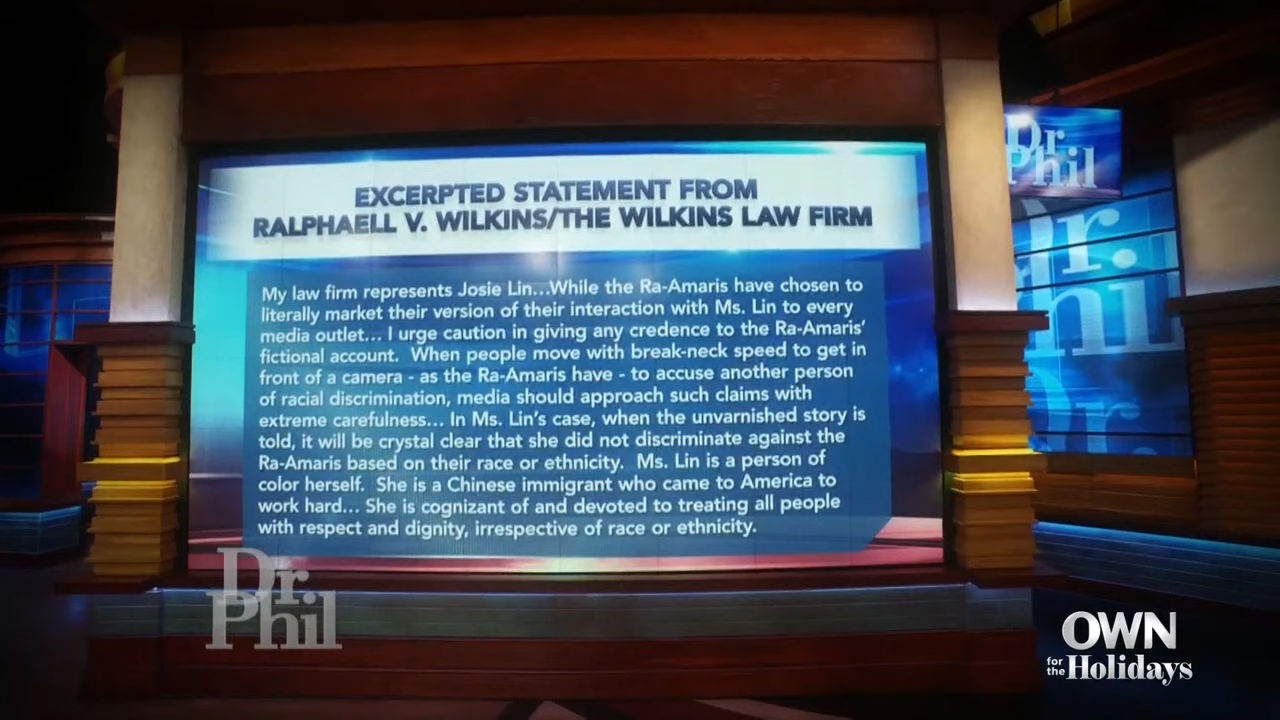 EXCERPTED STATEMENT FROM
RALPHAELL V. WILKINS/THE WILKINS LAW FIRM
My law firm represents Josie Lin...While the Ra-Amaris have chosen to
literally market their version of their interaction with Ms. Lin to every
media outlet... I urge caution in giving any credence to the Ra-Amaris'
fictional account. When people move with break-neck speed to get in
front of a camera - as the Ra-Amaris have - to accuse another person
of racial discrimination, media should approach such claims with
extreme carefulness... In Ms. Lin's case, when the unvarnished story is
told, it will be crystal clear that she did not discriminate against the
Ra-Amaris based on their race or ethnicity. Ms. Lin is a person of
color herself. She is a Chinese immigrant who came to America to
work hard... She is cognizant of and devoted to treating all people
with respect and dignity, irrespective of race or ethnicity.
Dr.
Phil
Dr.
Phil
Dr.
OWN
for the Holidays